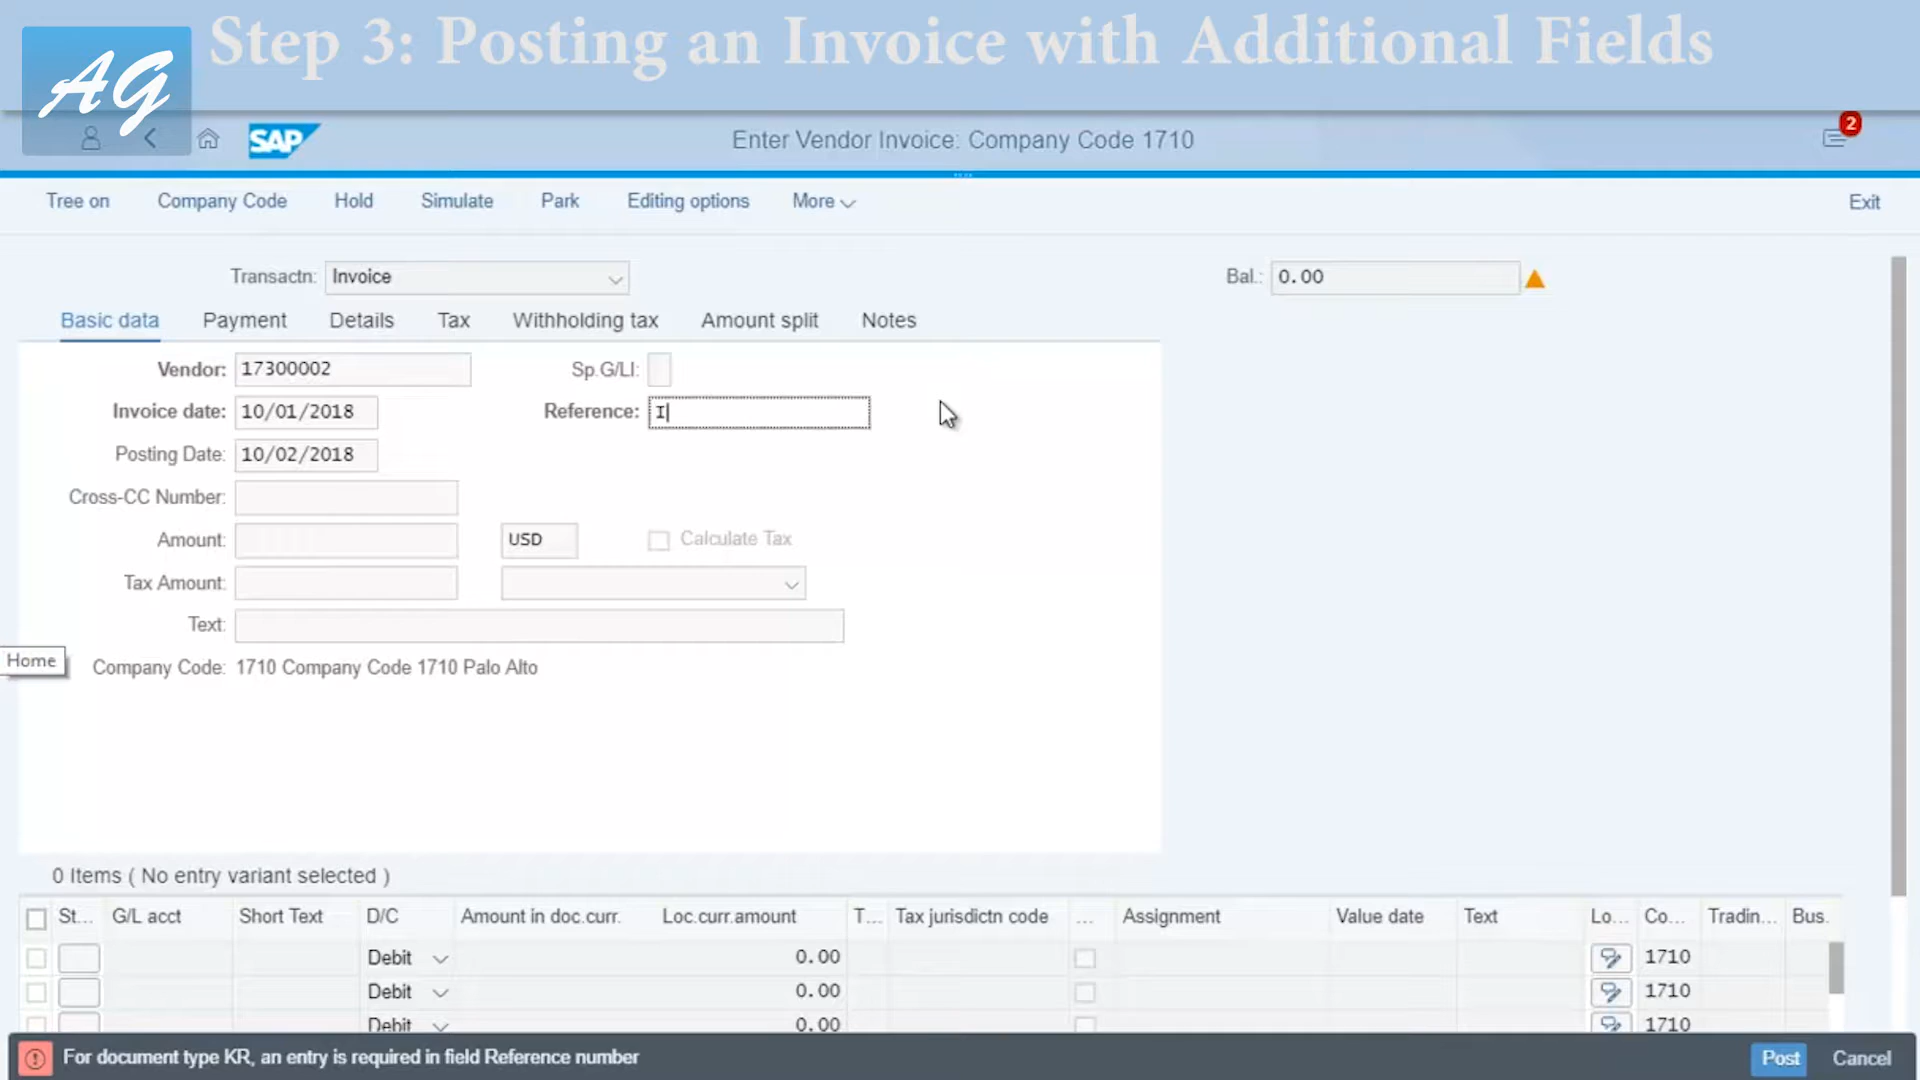 Step 3: Posting an Invoice with Additional Fields
AG
SAP
Enter Vendor Invoice: Company Code 1710
2
Tree on Company Code Hold Simulate Park Editing options More Exit
Transactn: Invoice Bal.: 0.00
Basic data Payment Details Tax Withholding tax Amount split Notes
Vendor: 17300002 Sp.G/LI:
Invoice date: 10/01/2018 Reference: I
Posting Date: 10/02/2018
Cross-CC Number:
Amount: USD Calculate Tax
Tax Amount:
Text:
Home
Company Code: 1710 Company Code 1710 Palo Alto
0 Items ( No entry variant selected )
St... G/L acct Short Text D/C Amount in doc.curr. Loc.curr.amount T... Tax jurisdictn code ... Assignment Value date Text Lo... Co... Tradin... Bus.
Debit 0.00 1710
Debit 0.00 1710
Debit 0.00 1710
For document type KR, an entry is required in field Reference number Post Cancel